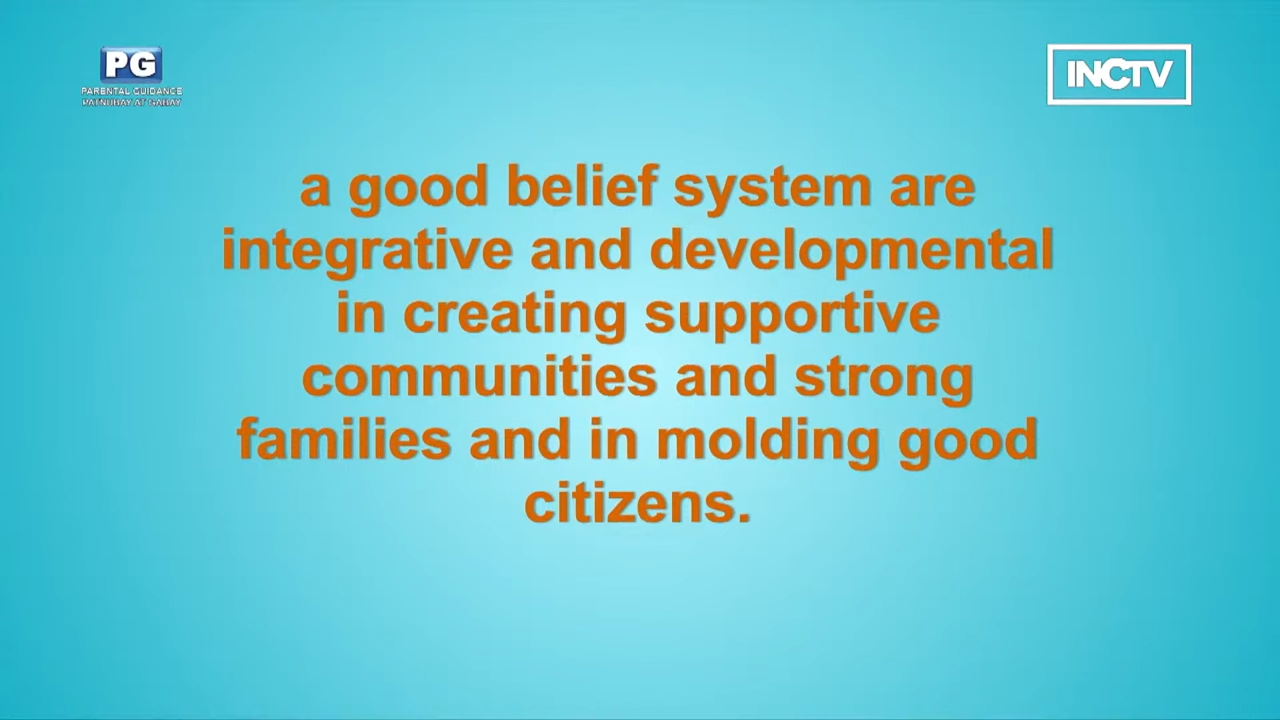 PG
PARENTAL GUIDANCE
PATNUBAY AT GABAY
INCTV
a good belief system are
integrative and developmental
in creating supportive
communities and strong
families and in molding good
citizens.